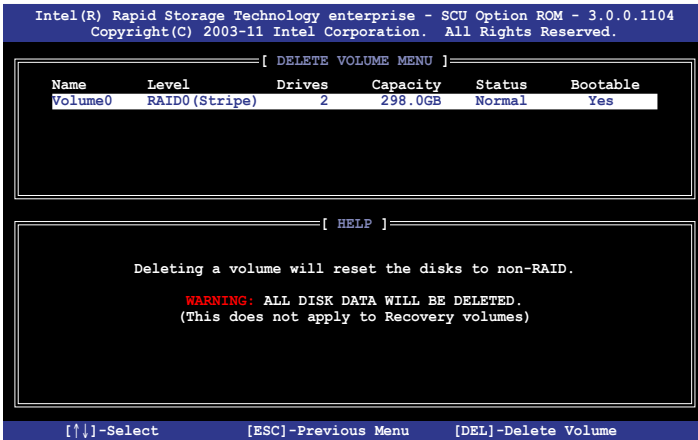 Intel(R) Rapid Storage Technology enterprise - SCU Option ROM - 3.0.0.1104
Copyright(C) 2003-11 Intel Corporation.  All Rights Reserved.
[ DELETE VOLUME MENU ]
Name Level Drives Capacity Status Bootable
Volume0 RAID0(Stripe) 2 298.0GB Normal Yes
[ HELP ]
Deleting a volume will reset the disks to non-RAID.
WARNING: ALL DISK DATA WILL BE DELETED.
(This does not apply to Recovery volumes)
[↑↓]-Select [ESC]-Previous Menu [DEL]-Delete Volume